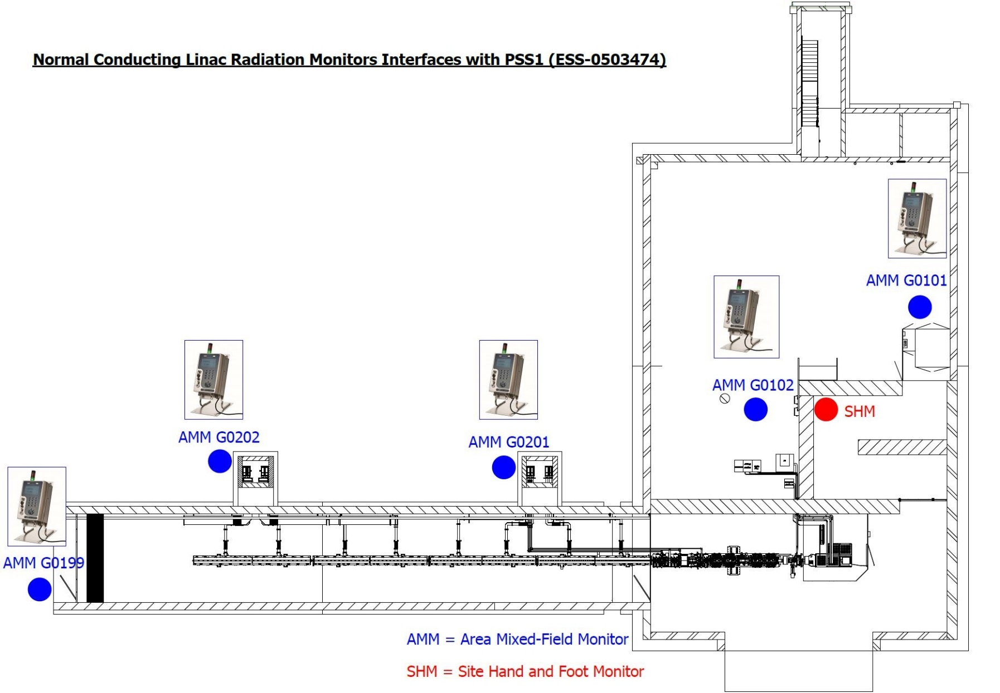 Normal Conducting Linac Radiation Monitors Interfaces with PSS1 (ESS-0503474)
AMM G0101
AMM G0102
SHM
AMM G0202
AMM G0201
AMM G0199
AMM = Area Mixed-Field Monitor
SHM = Site Hand and Foot Monitor